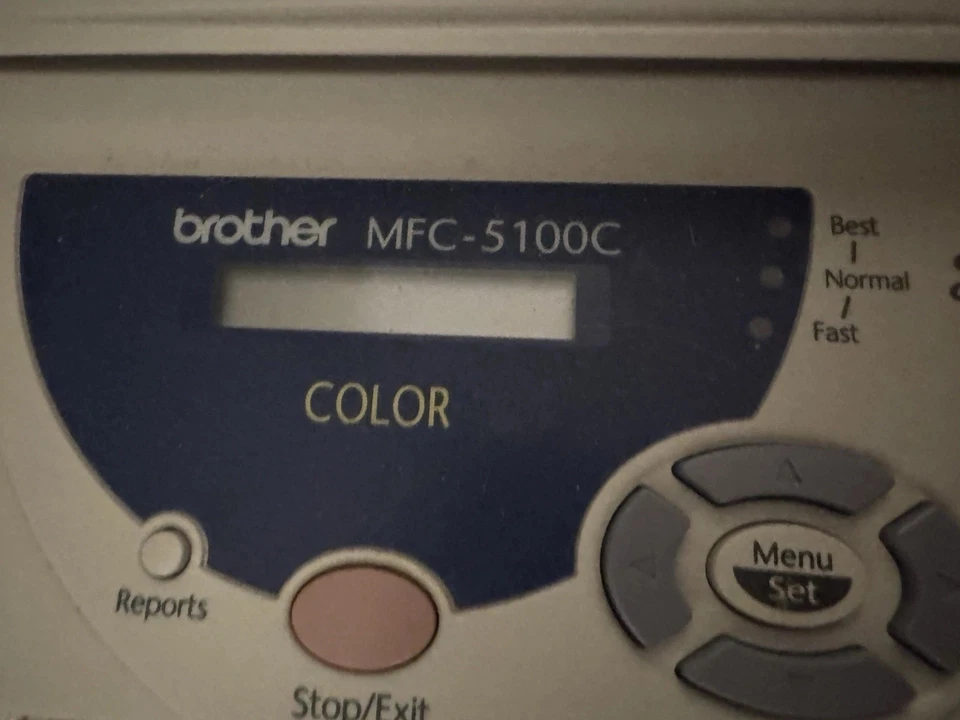 brother MFC-5100C
Best
Normal
Fast
COLOR
Menu
Set
Reports
Stop/Exit